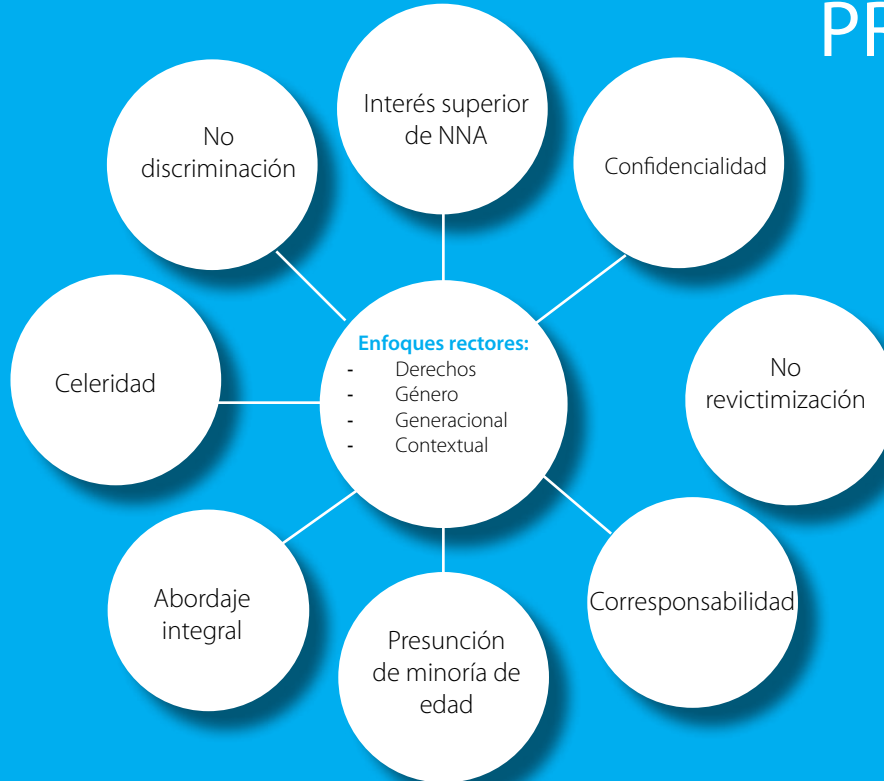 PR
Interés superior
de NNA
No
discriminación
Confidencialidad
Enfoques rectores:
- Derechos
- Género
- Generacional
- Contextual
Celeridad
No
revictimización
Abordaje
integral
Corresponsabilidad
Presunción
de minoría de
edad